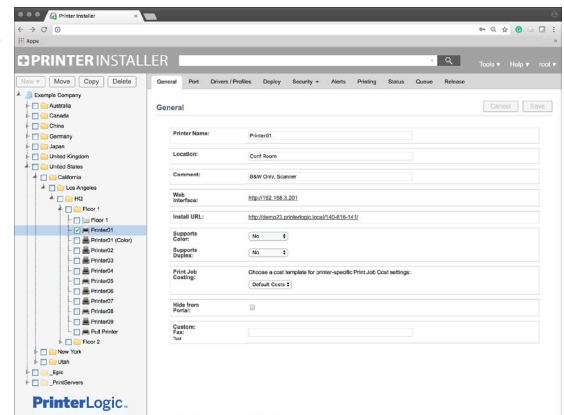 Printer Installer
Apps
PRINTERINSTALLER
Tools Help root
New Move Copy Delete
General Port Drivers / Profiles Deploy Security Alerts Printing Status Queue Release
Example Company
Australia
Canada
China
Germany
Japan
United Kingdom
United States
California
Los Angeles
HQ
Floor 1
Floor 1
Printer01
Printer01 (Color)
Printer02
Printer03
Printer04
Printer05
Printer06
Printer07
Printer08
Printer09
Pull Printer
Floor 2
New York
Utah
_Epic
_PrintServers
PrinterLogic
General
Cancel Save
Printer Name: Printer01
Location: Conf Room
Comment: B&W Only, Scanner
Web Interface: http://192.168.3.201
Install URL: http://demo23.printerlogic.local/140-616-141/
Supports Color: No
Supports Duplex: No
Print Job Costing: Choose a cost template for printer-specific Print Job Cost settings:
Default Costs
Hide from Portal:
Custom:
Fax: